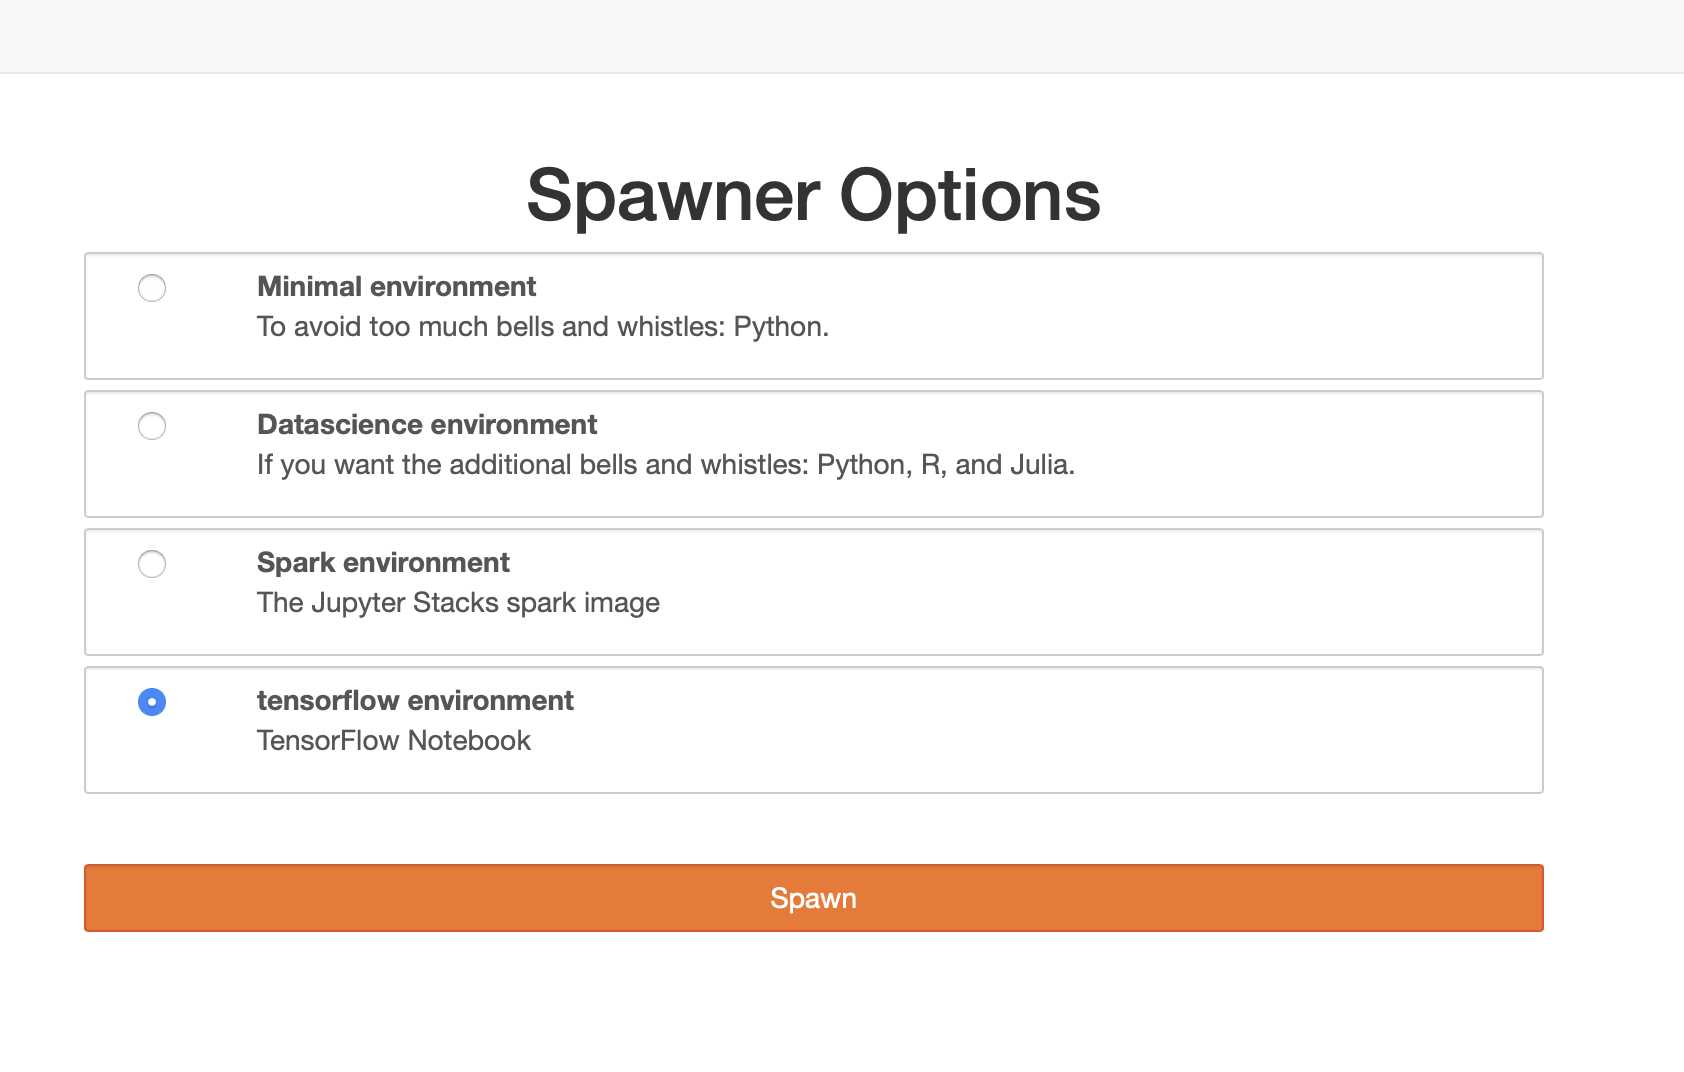 Spawner Options
Minimal environment
To avoid too much bells and whistles: Python.
Datascience environment
If you want the additional bells and whistles: Python, R, and Julia.
Spark environment
The Jupyter Stacks spark image
tensorflow environment
TensorFlow Notebook
Spawn